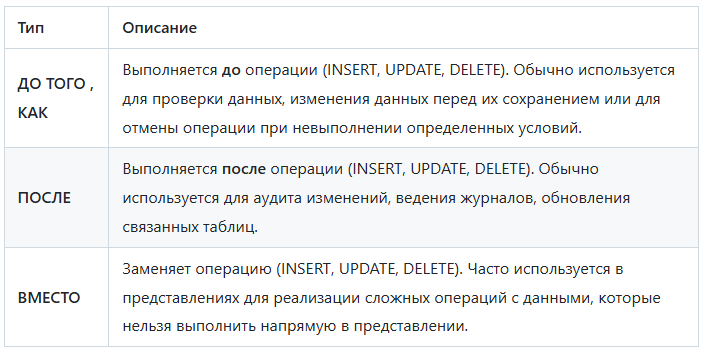 Тип
Описание
ДО ТОГО ,
КАК
Выполняется до операции (INSERT, UPDATE, DELETE). Обычно используется
для проверки данных, изменения данных перед их сохранением или для
отмены операции при невыполнении определенных условий.
ПОСЛЕ
Выполняется после операции (INSERT, UPDATE, DELETE). Обычно
используется для аудита изменений, ведения журналов, обновления
связанных таблиц.
ВМЕСТО
Заменяет операцию (INSERT, UPDATE, DELETE). Часто используется в
представлениях для реализации сложных операций с данными, которые
нельзя выполнить напрямую в представлении.